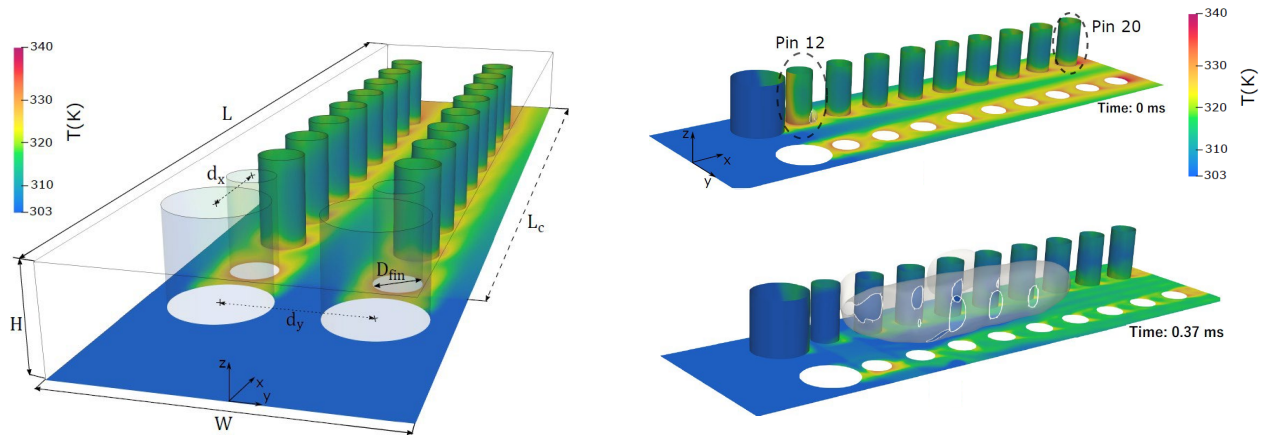 340
330
320
310
303
T(K)
L
d_x
L_c
D_fin
H
d_y
z
x
y
W
Pin 12
Pin 20
Time: 0 ms
z
x
y
340
330
320
310
303
T(K)
Time: 0.37 ms
z
x
y